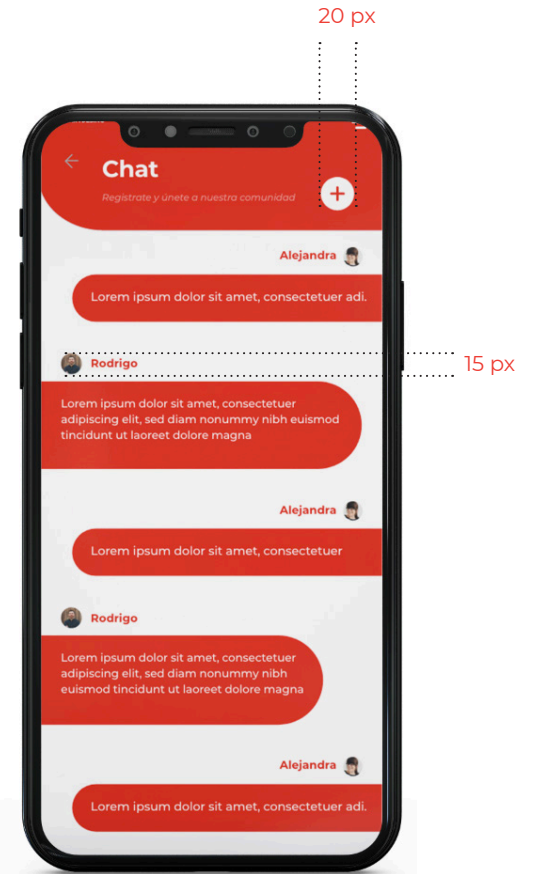 20 px
Chat
Registrate y únete a nuestra comunidad
Alejandra
Lorem ipsum dolor sit amet, consectetuer adi.
Rodrigo
15 px
Lorem ipsum dolor sit amet, consectetuer
adipiscing elit, sed diam nonummy nibh euismod
tincidunt ut laoreet dolore magna
Alejandra
Lorem ipsum dolor sit amet, consectetuer
Rodrigo
Lorem ipsum dolor sit amet, consectetuer
adipiscing elit, sed diam nonummy nibh
euismod tincidunt ut laoreet dolore magna
Alejandra
Lorem ipsum dolor sit amet, consectetuer adi.